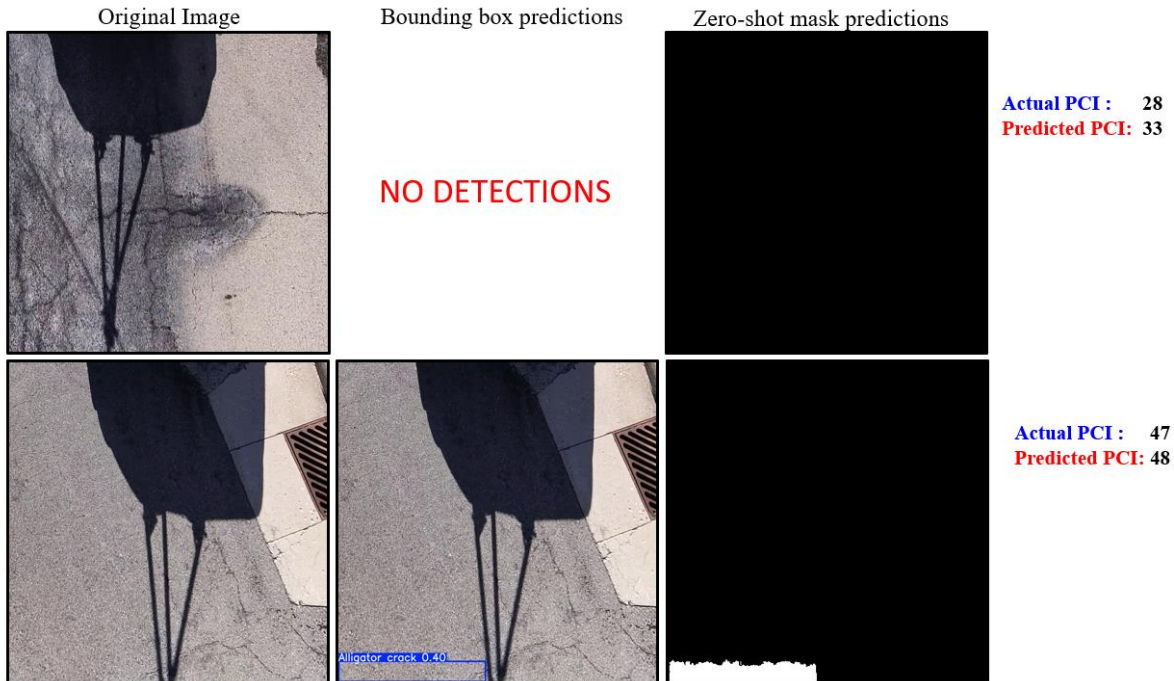 Original Image
Bounding box predictions
Zero-shot mask predictions
Actual PCI : 28
Predicted PCI: 33
NO DETECTIONS
Actual PCI : 47
Predicted PCI: 48
Alligator crack 0.40